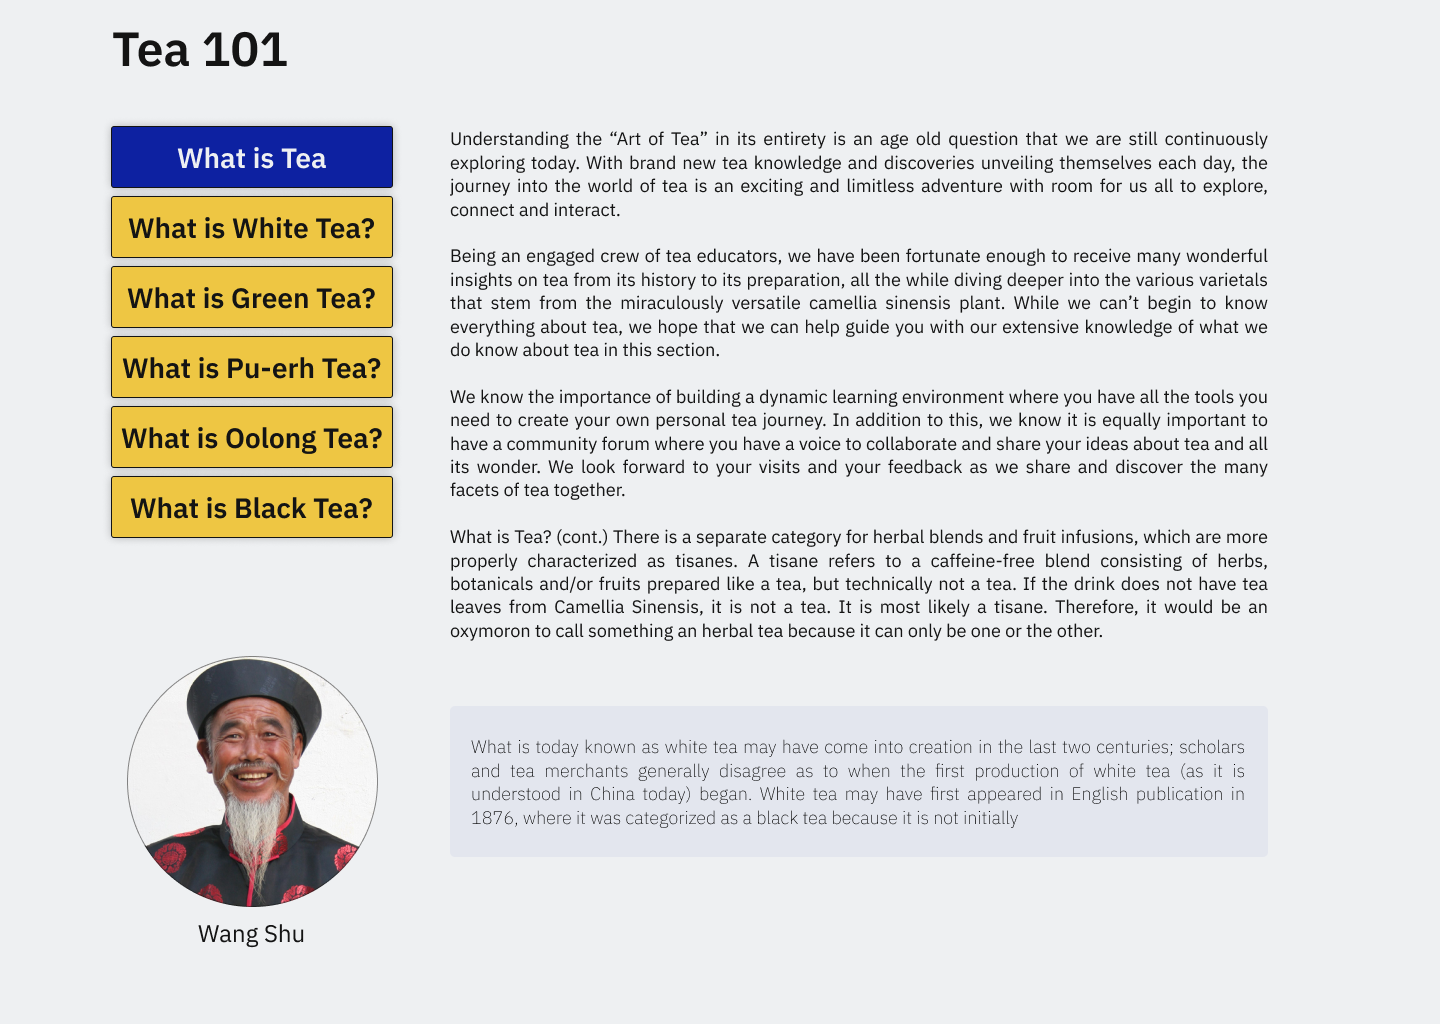 Tea 101
What is Tea
What is White Tea?
What is Green Tea?
What is Pu-erh Tea?
What is Oolong Tea?
What is Black Tea?
Understanding the “Art of Tea” in its entirety is an age old question that we are still continuously
exploring today. With brand new tea knowledge and discoveries unveiling themselves each day, the
journey into the world of tea is an exciting and limitless adventure with room for us all to explore,
connect and interact.
Being an engaged crew of tea educators, we have been fortunate enough to receive many wonderful
insights on tea from its history to its preparation, all the while diving deeper into the various varietals
that stem from the miraculously versatile camellia sinensis plant. While we can’t begin to know
everything about tea, we hope that we can help guide you with our extensive knowledge of what we
do know about tea in this section.
We know the importance of building a dynamic learning environment where you have all the tools you
need to create your own personal tea journey. In addition to this, we know it is equally important to
have a community forum where you have a voice to collaborate and share your ideas about tea and all
its wonder. We look forward to your visits and your feedback as we share and discover the many
facets of tea together.
What is Tea? (cont.) There is a separate category for herbal blends and fruit infusions, which are more
properly characterized as tisanes. A tisane refers to a caffeine-free blend consisting of herbs,
botanicals and/or fruits prepared like a tea, but technically not a tea. If the drink does not have tea
leaves from Camellia Sinensis, it is not a tea. It is most likely a tisane. Therefore, it would be an
oxymoron to call something an herbal tea because it can only be one or the other.
Wang Shu
What is today known as white tea may have come into creation in the last two centuries; scholars
and tea merchants generally disagree as to when the first production of white tea (as it is
understood in China today) began. White tea may have first appeared in English publication in
1876, where it was categorized as a black tea because it is not initially